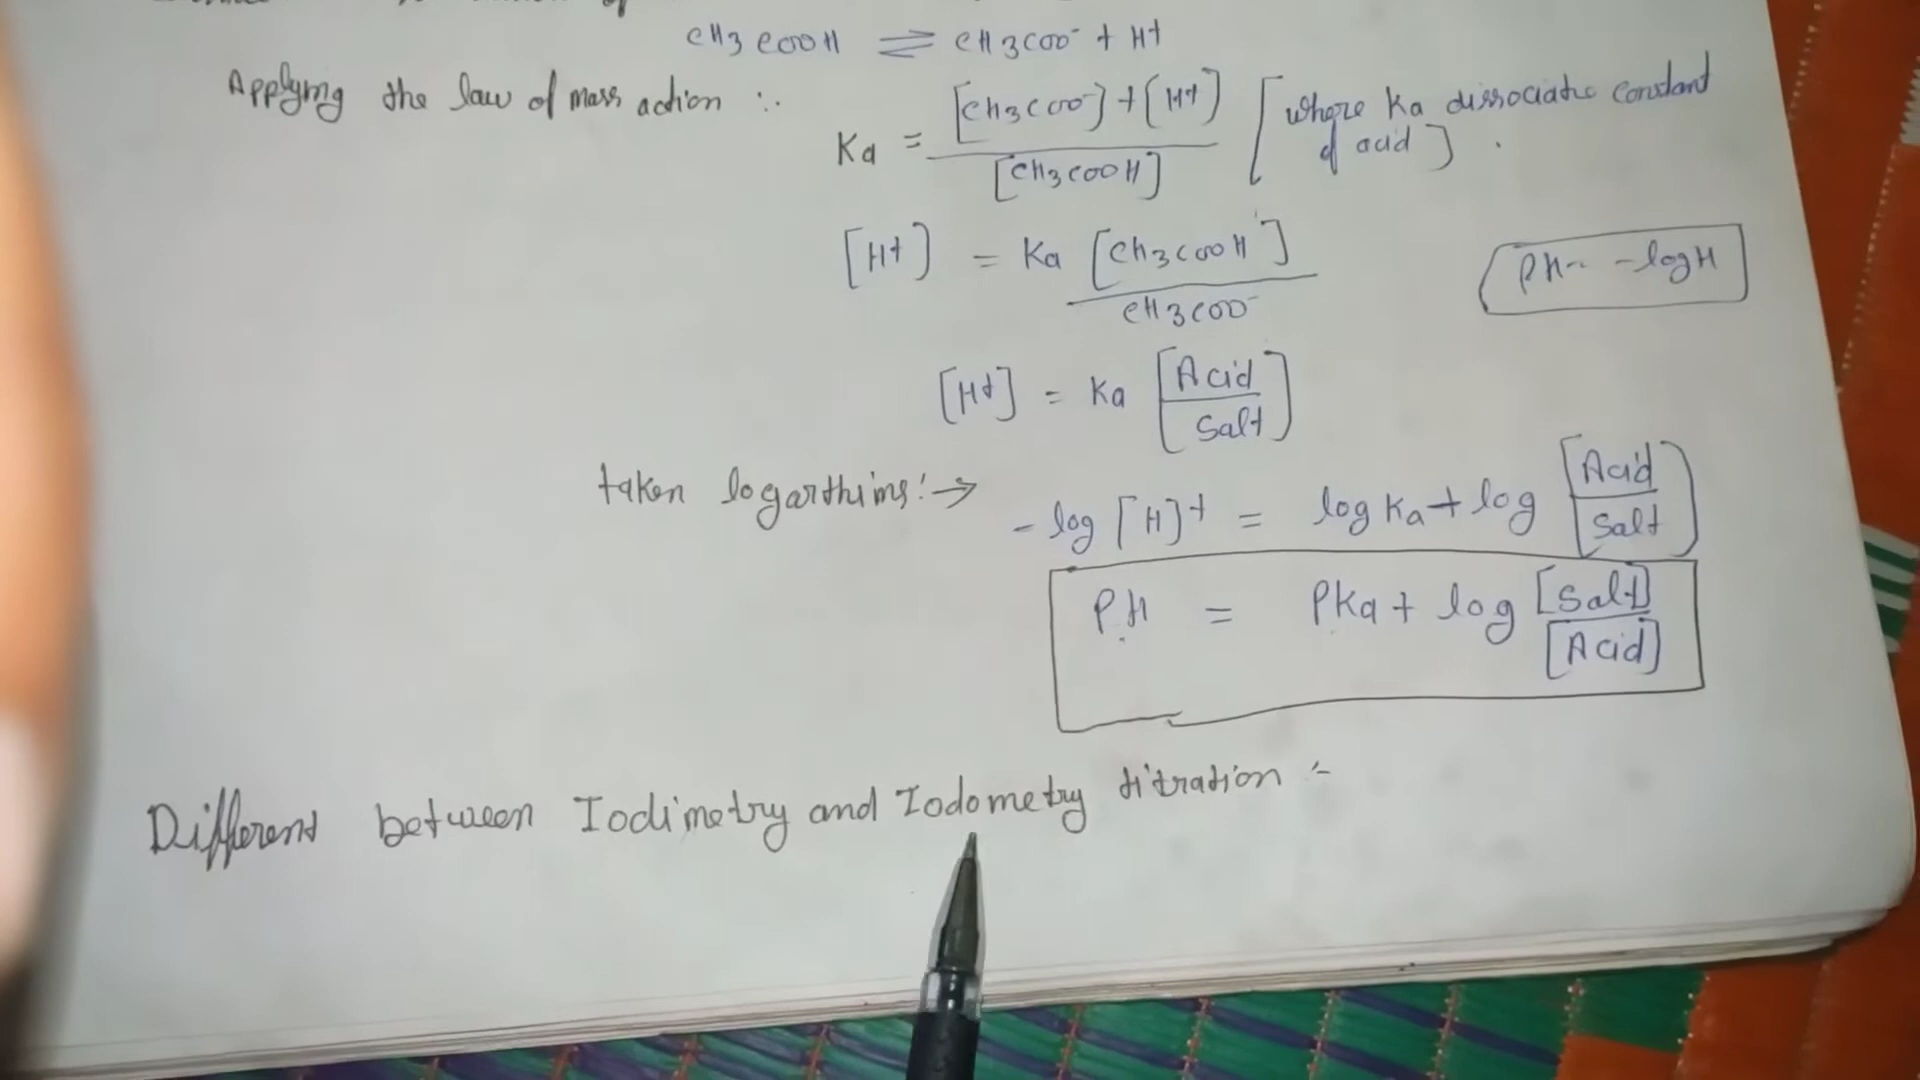 CH3COOH ⇌ CH3COO- + H+
Applying the law of mass action :.
Ka = [CH3COO-] + [H+] / [CH3COOH] [where Ka dissociatic constant of acid] .
[H+] = Ka [CH3COOH] / CH3COO-
PH = -logH
[H+] = Ka [Acid / Salt]
taken logarthims:→
-log [H]+ = log Ka + log [Acid / Salt]
PH = PKa + log [Salt] / [Acid]
Different between Iodimetry and Iodometry titration :-